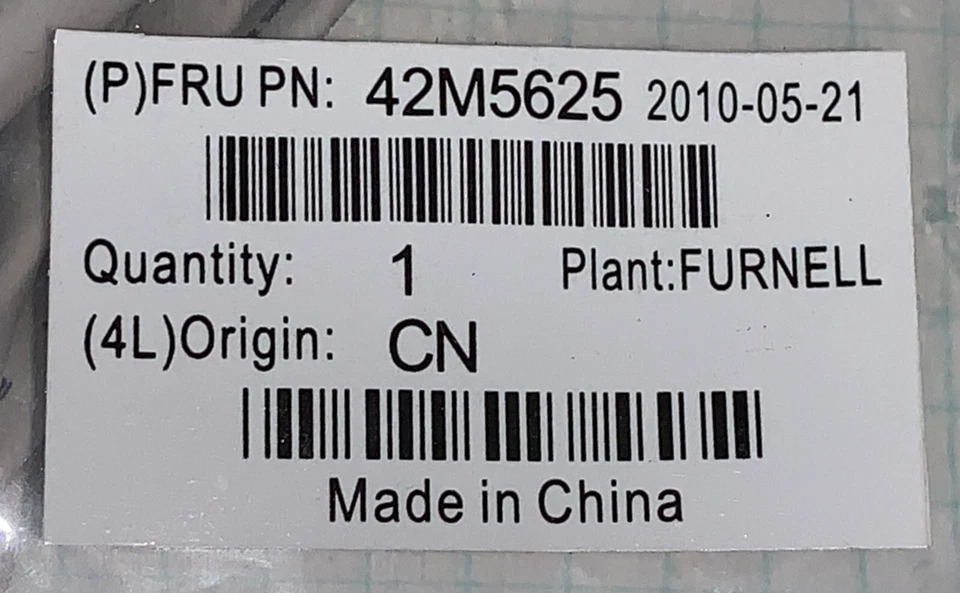 (P)FRU PN: 42M5625 2010-05-21
Quantity: 1 Plant:FURNELL
(4L)Origin: CN
Made in China